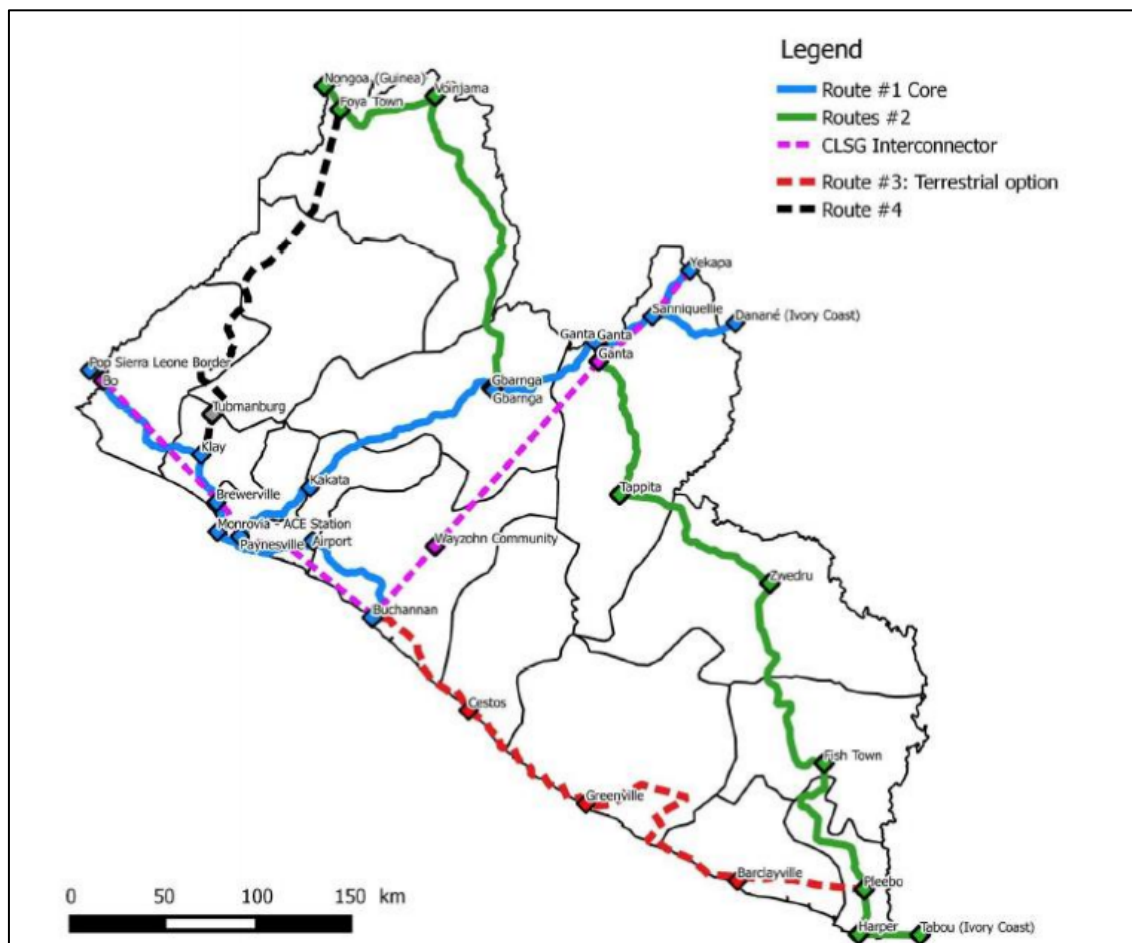 Legend
Route #1 Core
Routes #2
CLSG Interconnector
Route #3: Terrestrial option
Route #4
Nongoa (Guinea)
Voinjama
Foya Town
Yekapa
Sanniquellie
Danané (Ivory Coast)
Ganta
Ganta
Ganta
Pop Sierra Leone Border
Bo
Gbarnga
Gbarnga
Tubmanburg
Klay
Kakata
Tappita
Brewerville
Monrovia - ACE Station
Paynesville
Airport
Wayzohn Community
Zwedru
Buchannan
Cestos
Fish Town
Greenville
Barclayville
Pleebo
Harper
Tabou (Ivory Coast)
0 50 100 150 km